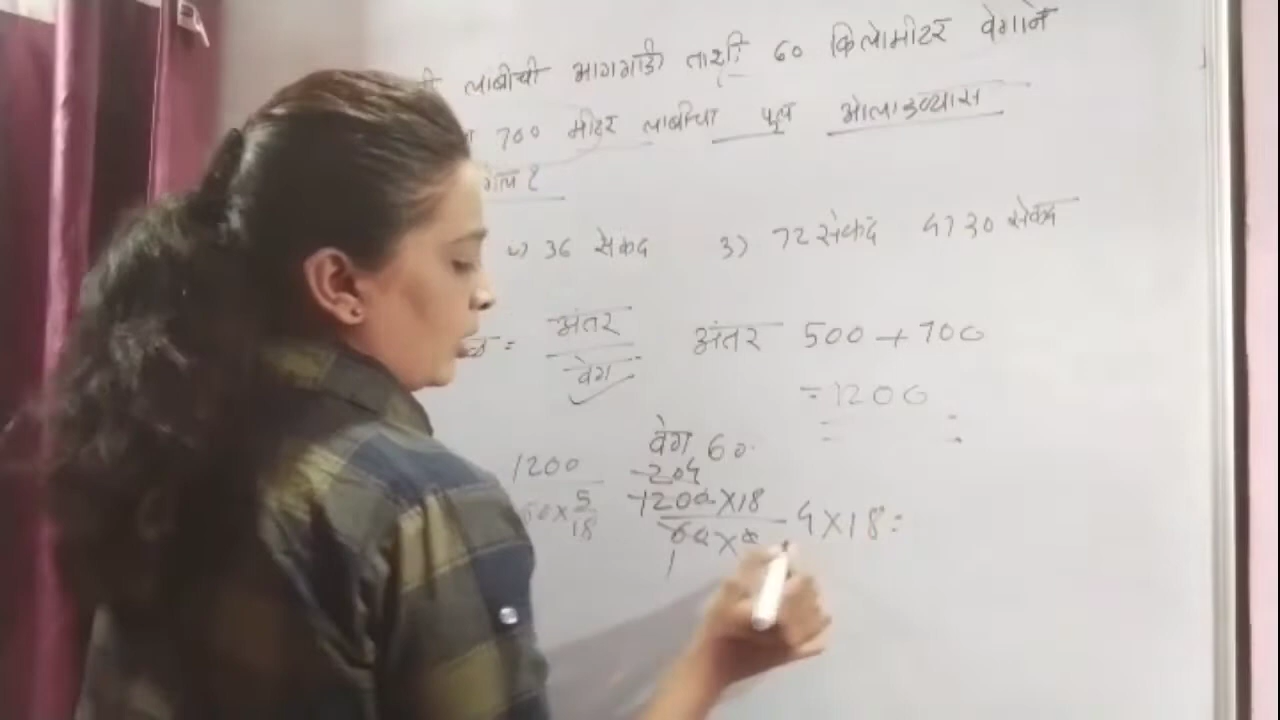 लांबीची आगगाडी ताशी 60 किलोमीटर वेगाने
700 मीटर लांबीचा पूल ओलांडण्यास
36 सेकंद 3) 72 सेकंद 4) 30 सेकंद
= अंतर / वेग अंतर 500 + 700
= 1200
वेग 60
1200 / 60 × 5/18 1200 × 18 / 60 × 5 4 × 18 =